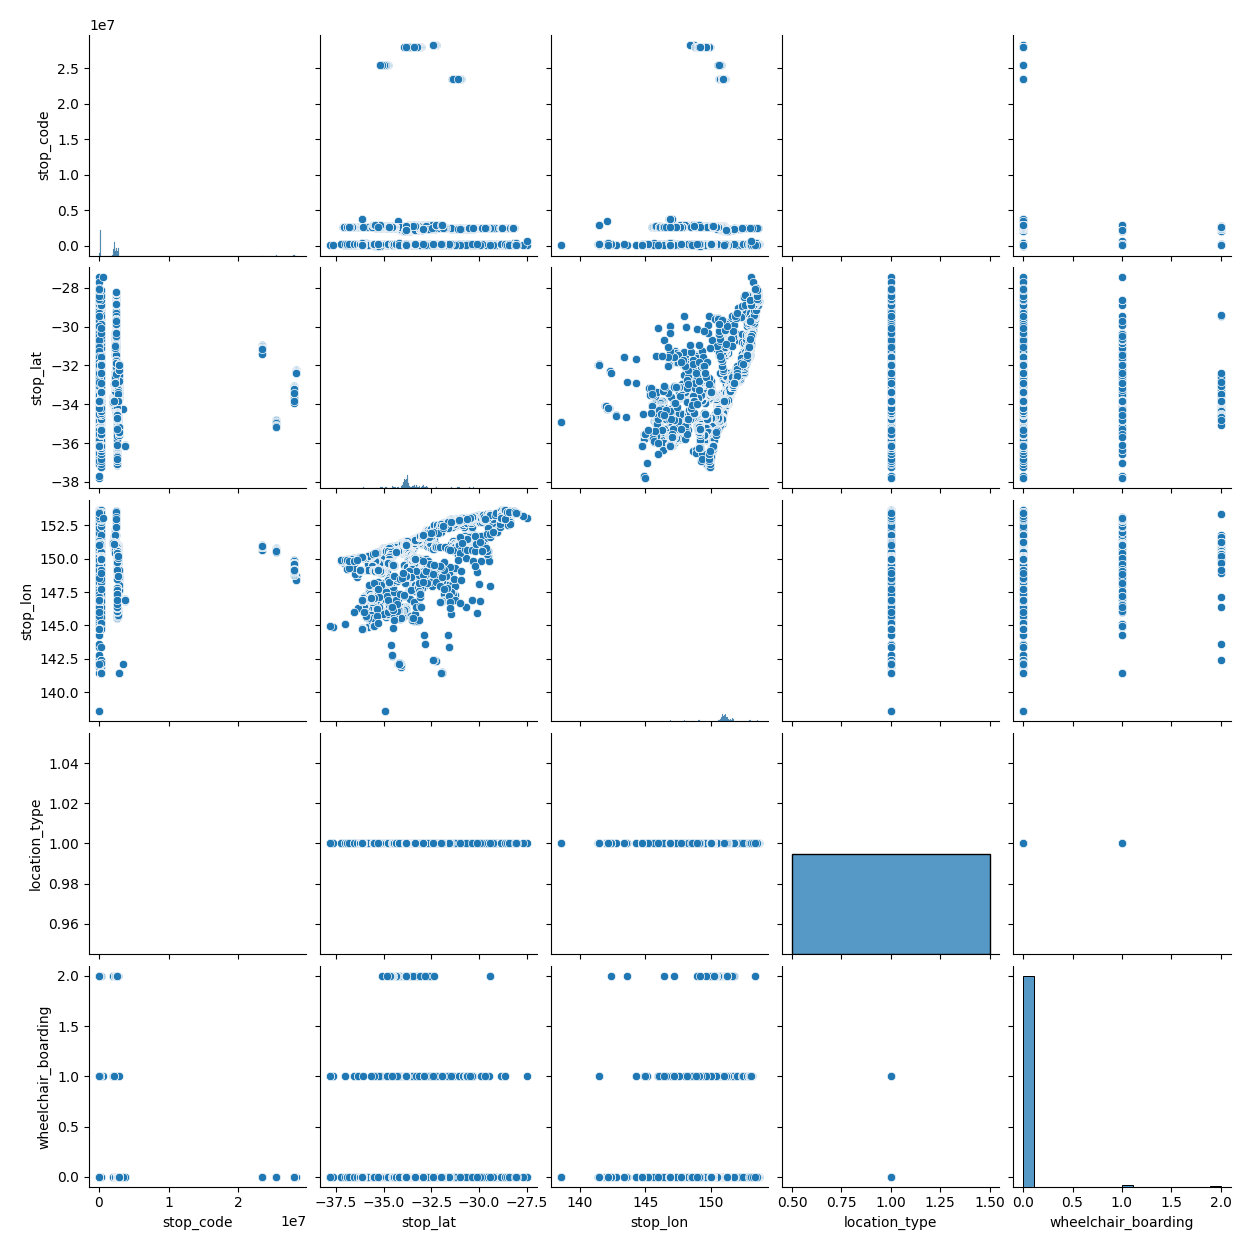 1e7
2.5
2.0
1.5
1.0
0.5
0.0
stop_code
−28
−30
−32
−34
−36
−38
stop_lat
152.5
150.0
147.5
145.0
142.5
140.0
stop_lon
1.04
1.02
1.00
0.98
0.96
location_type
2.0
1.5
1.0
0.5
0.0
wheelchair_boarding
0 1 2
stop_code 1e7
−37.5 −35.0 −32.5 −30.0 −27.5
stop_lat
140 145 150
stop_lon
0.50 0.75 1.00 1.25 1.50
location_type
0.0 0.5 1.0 1.5 2.0
wheelchair_boarding